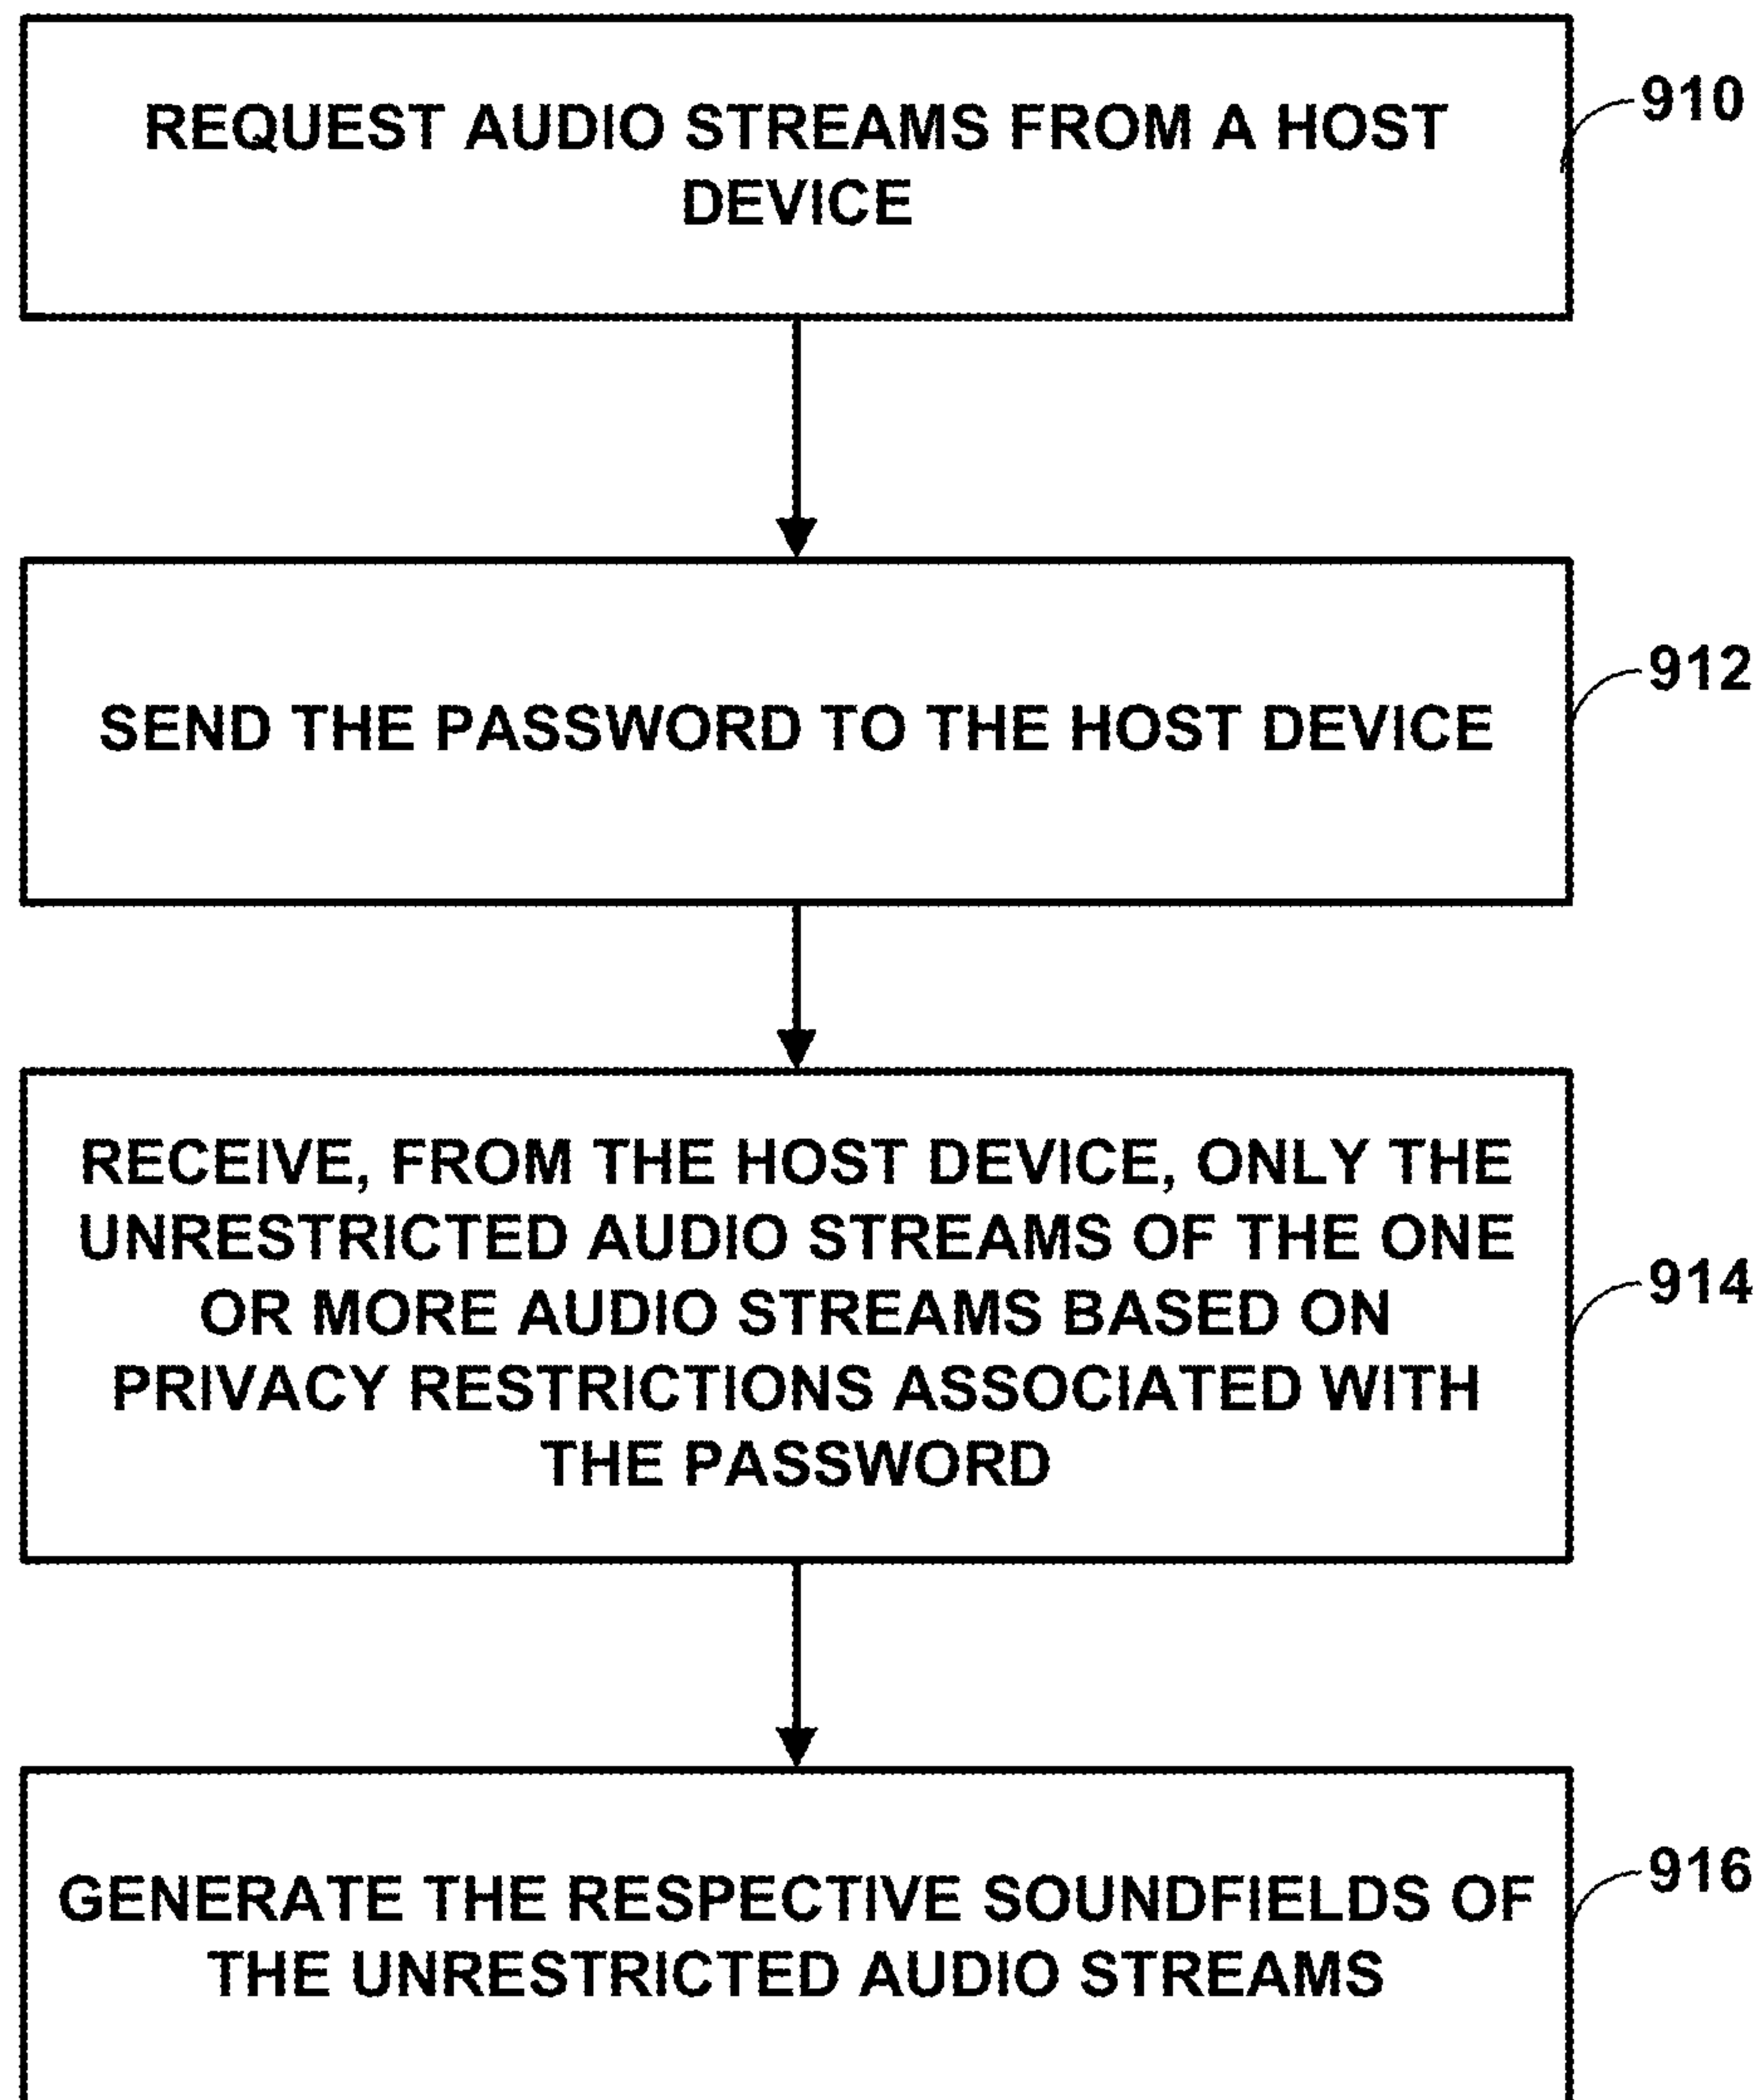 REQUEST AUDIO STREAMS FROM A HOST
DEVICE
910
SEND THE PASSWORD TO THE HOST DEVICE
912
RECEIVE, FROM THE HOST DEVICE, ONLY THE
UNRESTRICTED AUDIO STREAMS OF THE ONE
OR MORE AUDIO STREAMS BASED ON
PRIVACY RESTRICTIONS ASSOCIATED WITH
THE PASSWORD
914
GENERATE THE RESPECTIVE SOUNDFIELDS OF
THE UNRESTRICTED AUDIO STREAMS
916